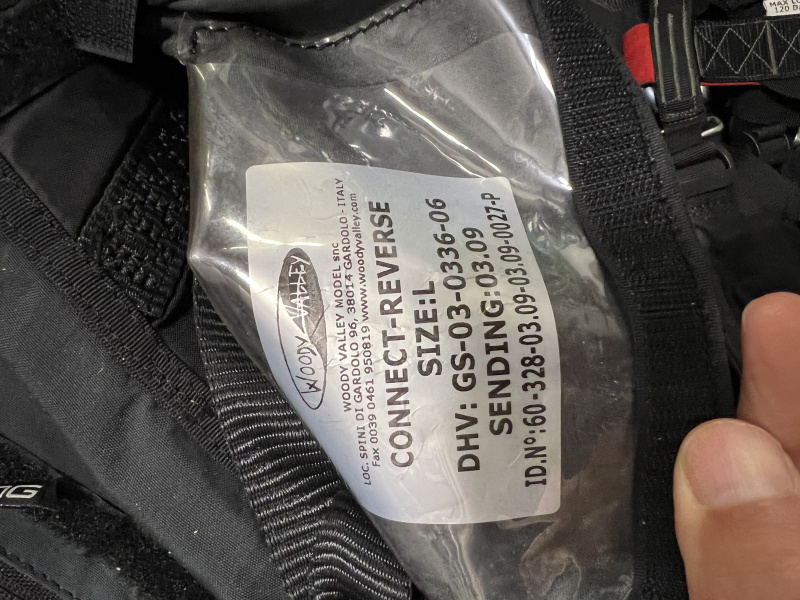 WOODY VALLEY
WOODY VALLEY MODEL snc
LOC. SPINI DI GARDOLO 96, 38014 GARDOLO - ITALY
Fax 0039 0461 950819 www.woodyvalley.com
CONNECT-REVERSE
SIZE:L
DHV: GS-03-0336-06
SENDING:03.09
ID.N°:60-328-03.09-03.09-0027-P
120